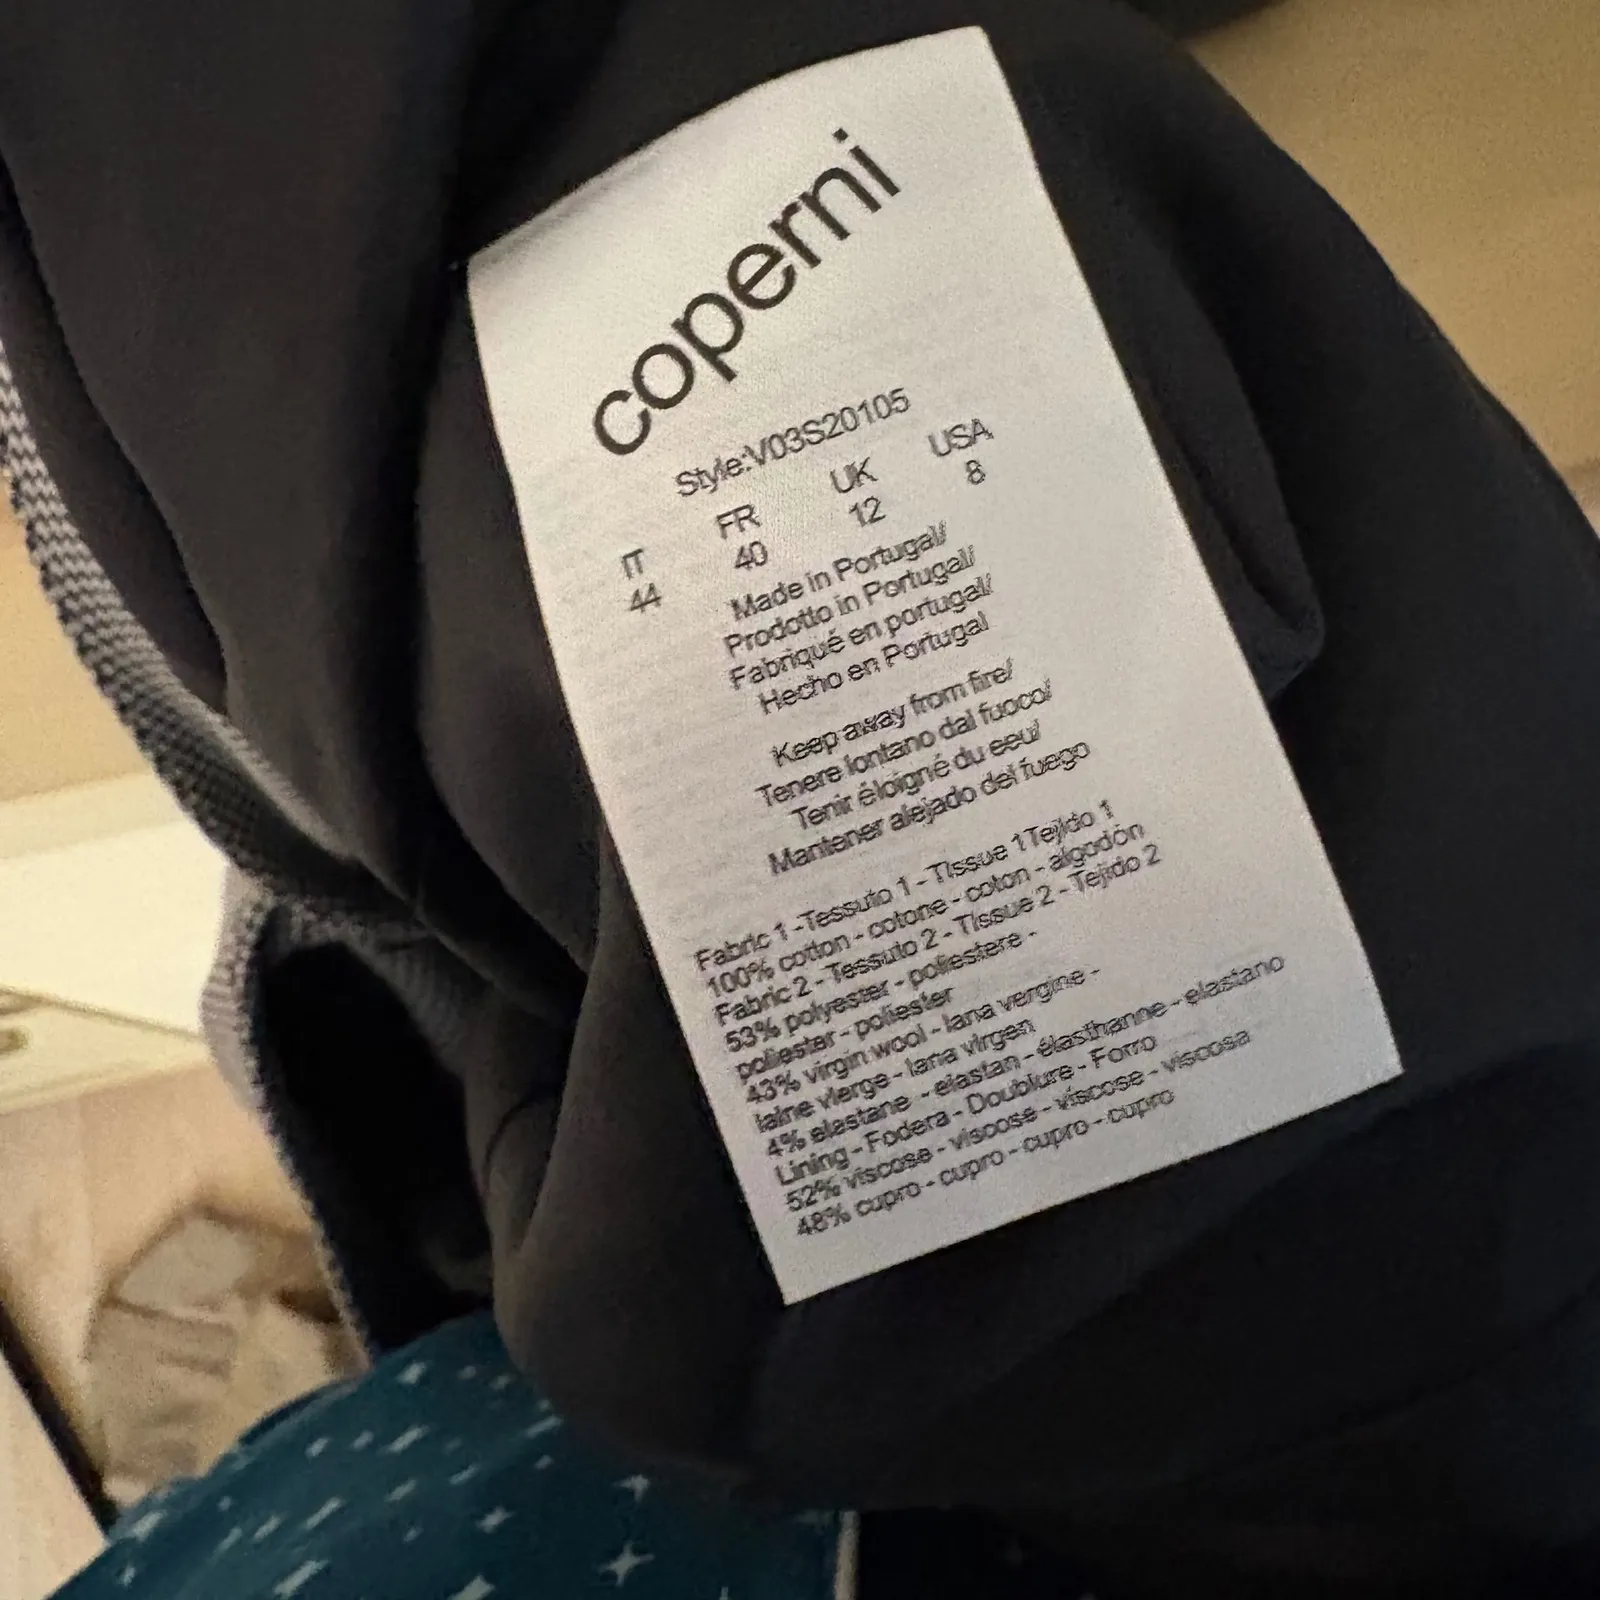 coperni
Style:V03S20105
IT FR UK USA
44 40 12 8
Made in Portugal/
Prodotto in Portugal/
Fabriqué en portugal/
Hecho en Portugal
Keep away from fire/
Tenere lontano dal fuoco/
Tenir éloigné du eeu/
Mantener alejado del fuego
Fabric 1 -Tessuto 1 - Tissue 1Tejido 1
100% cotton - cotone - coton - algodón
Fabric 2 - Tessuto 2 - Tissue 2 - Tejido 2
53% polyester - poliestere -
poliester - poliester
43% virgin wool - lana vergine -
laine vierge - lana virgen
4% elastane - elastan - élasthanne - elastano
Lining - Fodera - Doublure - Forro
52% viscose - viscose - viscose - viscosa
48% cupro - cupro - cupro - cupro